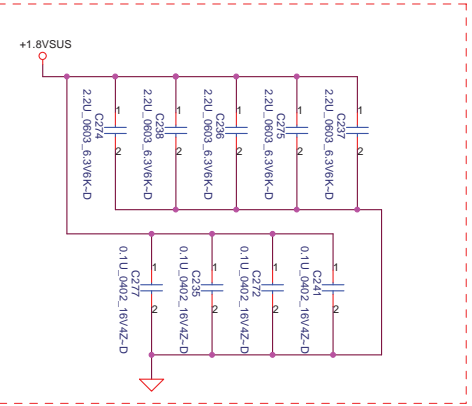 +1.8VSUS
1
2
C274
2.2U_0603_6.3V6K~D
1
2
C238
2.2U_0603_6.3V6K~D
1
2
C236
2.2U_0603_6.3V6K~D
1
2
C275
2.2U_0603_6.3V6K~D
1
2
C237
2.2U_0603_6.3V6K~D
1
2
C277
0.1U_0402_16V4Z~D
1
2
C235
0.1U_0402_16V4Z~D
1
2
C272
0.1U_0402_16V4Z~D
1
2
C241
0.1U_0402_16V4Z~D